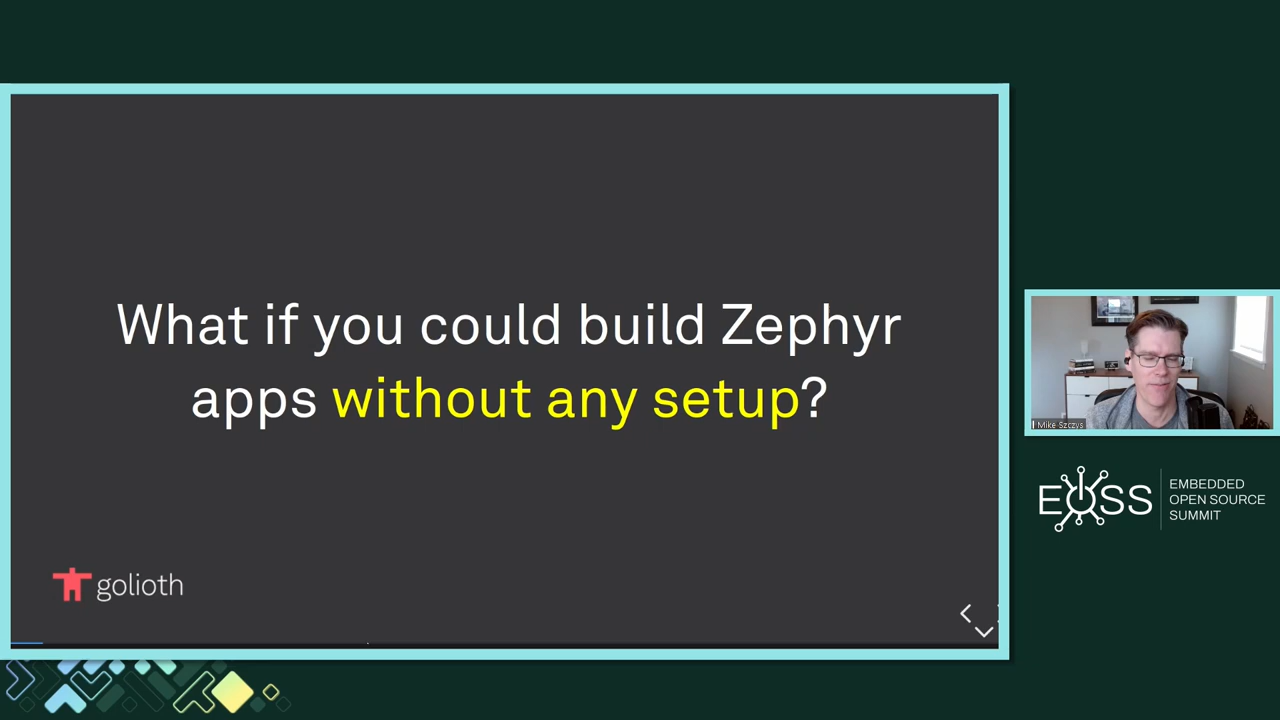 What if you could build Zephyr
apps without any setup?
golioth
Mike Szczys
EOSS
EMBEDDED
OPEN SOURCE
SUMMIT